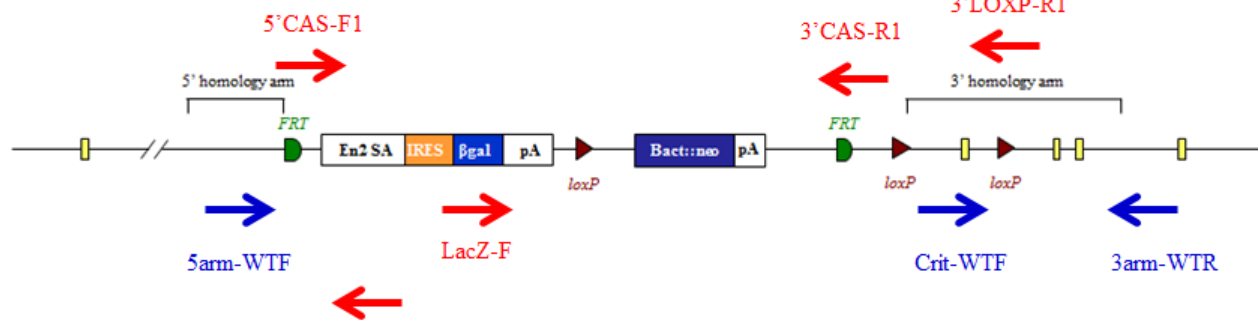 3'LOXP-R1
5'CAS-F1
3'CAS-R1
5' homology arm
3' homology arm
FRT
FRT
En2 SA IRES βgal pA
Bact::neo pA
loxP
loxP
loxP
5arm-WTF
LacZ-F
Crit-WTF
3arm-WTR